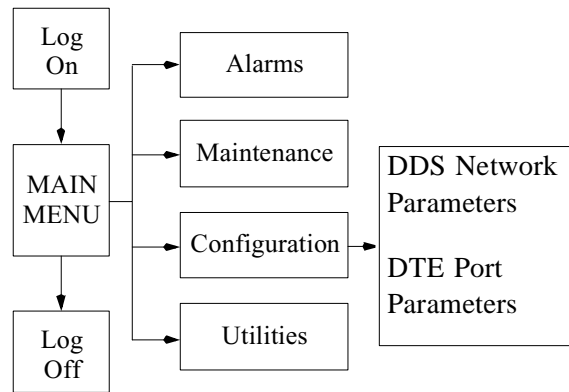 Log
On
MAIN
MENU
Log
Off
Alarms
Maintenance
Configuration
Utilities
DDS Network
Parameters
DTE Port
Parameters